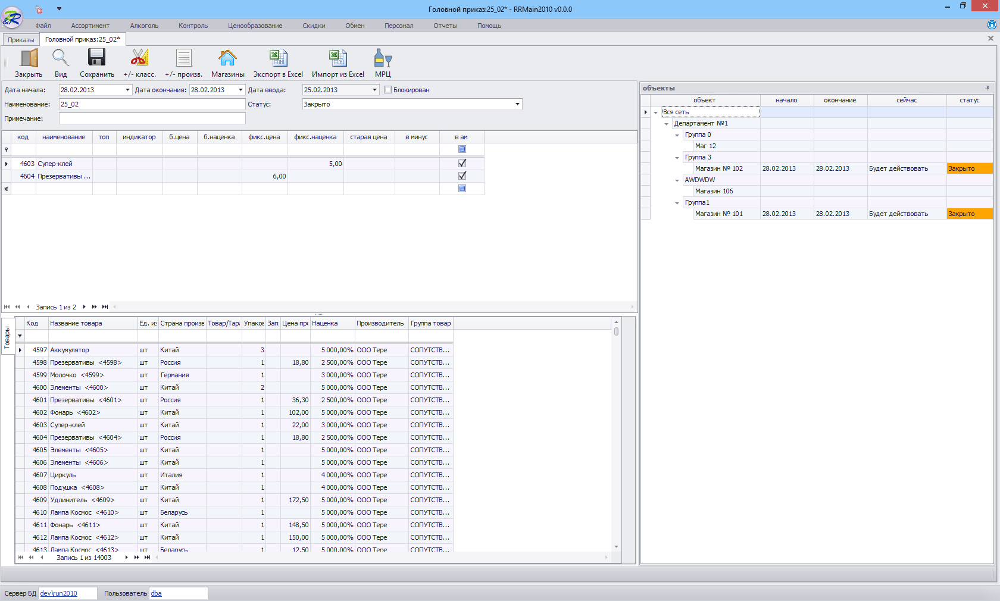 Головной приказ:25_02* - RRMain2010 v0.0.0
&R
Файл Ассортимент Алкоголь Контроль Ценообразование Скидки Обмен Персонал Отчеты Помощь
Приказы Головной приказ:25_02*
Закрыть Вид Сохранить +/- класс. +/- произв. Магазины Экспорт в Excel Импорт из Excel МРЦ
Дата начала: 28.02.2013 Дата окончания: 28.02.2013 Дата ввода: 25.02.2013 Блокирован
Наименование: 25_02 Статус: Закрыто
Примечание:
код наименование топ индикатор б.цена б.наценка фикс.цена фикс.наценка старая цена в минус в ам
4603 Супер-клей 5,00
4604 Презервативы ... 6,00
Запись 1 из 2
Товары
Код Название товара Ед. из Страна произв Товар/Тара Упаков Зап Цена про Наценка Производитель Группа товар
4597 Аккумулятор шт Китай 3 5 000,00% ООО Тере СОПУТСТВ...
4598 Презервативы <4598> шт Россия 1 18,80 2 500,00% ООО Тере СОПУТСТВ...
4599 Молочко <4599> шт Германия 1 3 000,00% ООО Тере СОПУТСТВ...
4600 Элементы <4600> шт Китай 2 5 000,00% ООО Тере СОПУТСТВ...
4601 Презервативы <4601> шт Россия 1 36,30 2 500,00% ООО Тере СОПУТСТВ...
4602 Фонарь <4602> шт Китай 1 102,00 5 000,00% ООО Тере СОПУТСТВ...
4603 Супер-клей шт Китай 1 22,00 3 000,00% ООО Тере СОПУТСТВ...
4604 Презервативы <4604> шт Россия 1 18,80 2 500,00% ООО Тере СОПУТСТВ...
4605 Элементы <4605> шт Китай 1 5 000,00% ООО Тере СОПУТСТВ...
4606 Элементы <4606> шт Китай 1 5 000,00% ООО Тере СОПУТСТВ...
4607 Циркуль шт Италия 1 4 000,00% ООО Тере СОПУТСТВ...
4608 Подушка <4608> шт Китай 1 4 000,00% ООО Тере СОПУТСТВ...
4609 Удлинитель <4609> шт Китай 1 172,50 5 000,00% ООО Тере СОПУТСТВ...
4610 Лампа Космос <4610> шт Беларусь 1 5 000,00% ООО Тере СОПУТСТВ...
4611 Фонарь <4611> шт Китай 1 148,50 5 000,00% ООО Тере СОПУТСТВ...
4612 Лампа Космос <4612> шт Китай 1 150,00 5 000,00% ООО Тере СОПУТСТВ...
4613 Лампа Космос <4613> шт Беларусь 1 12,50 5 000,00% ООО Тере СОПУТСТВ...
Запись 1 из 14003
объекты
объект начало окончание сейчас статус
Вся сеть
Департамент №1
Группа 0
Маг 12
Группа 3
Магазин № 102 28.02.2013 28.02.2013 Будет действовать Закрыто
AWDWDW
Магазин 106
Группа1
Магазин № 101 28.02.2013 28.02.2013 Будет действовать Закрыто
Сервер БД dev\run2010 Пользователь dba